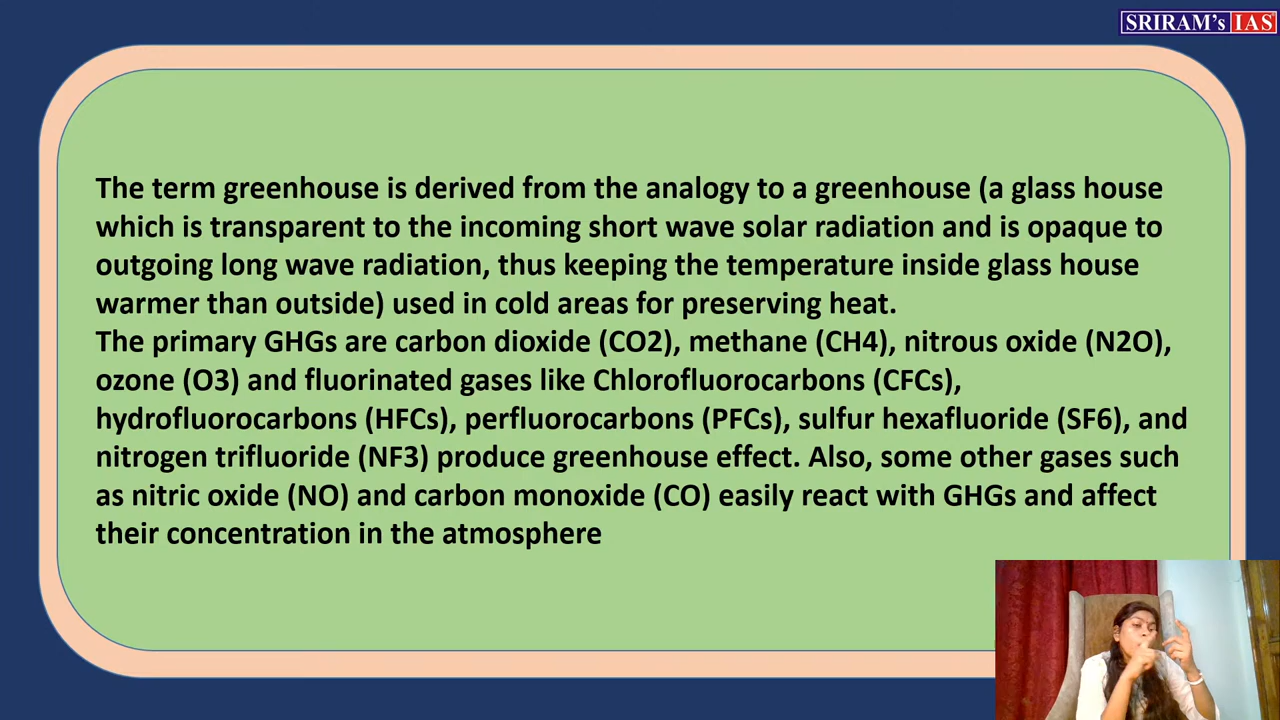 SRIRAM's IAS
The term greenhouse is derived from the analogy to a greenhouse (a glass house
which is transparent to the incoming short wave solar radiation and is opaque to
outgoing long wave radiation, thus keeping the temperature inside glass house
warmer than outside) used in cold areas for preserving heat.
The primary GHGs are carbon dioxide (CO2), methane (CH4), nitrous oxide (N2O),
ozone (O3) and fluorinated gases like Chlorofluorocarbons (CFCs),
hydrofluorocarbons (HFCs), perfluorocarbons (PFCs), sulfur hexafluoride (SF6), and
nitrogen trifluoride (NF3) produce greenhouse effect. Also, some other gases such
as nitric oxide (NO) and carbon monoxide (CO) easily react with GHGs and affect
their concentration in the atmosphere